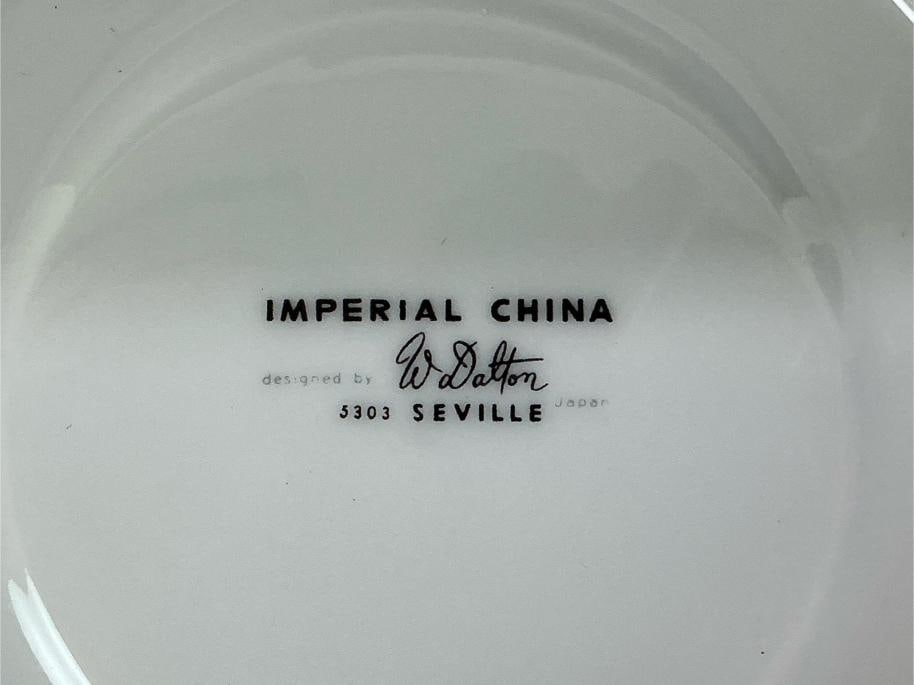 IMPERIAL CHINA
designed by W Dalton
5303 SEVILLE Japan